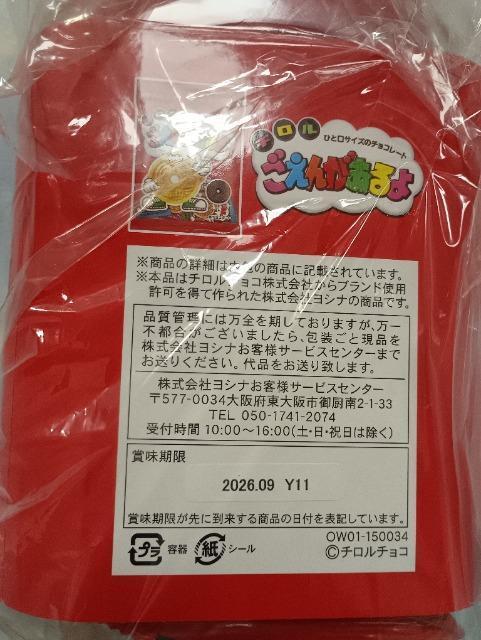 チロル
ひと口サイズのチョコレート
ごえんがあるよ
※商品の詳細は中包の商品に記載されています。
※本品はチロルチョコ株式会社からブランド使用
許可を得て作られた株式会社ヨシナの商品です。
品質管理には万全を期しておりますが、万一
不都合がございましたら、包装ごと現品を
株式会社ヨシナお客様サービスセンターまで
お送りください。代品をお送り致します。
株式会社ヨシナお客様サービスセンター
〒577-0034大阪府東大阪市御厨南2-1-33
TEL 050-1741-2074
受付時間 10:00～16:00(土・日・祝日は除く)
賞味期限
2026.09 Y11
賞味期限が先に到来する商品の日付を表記しています。
OW01-150034
プラ 容器 紙 シール ©チロルチョコ